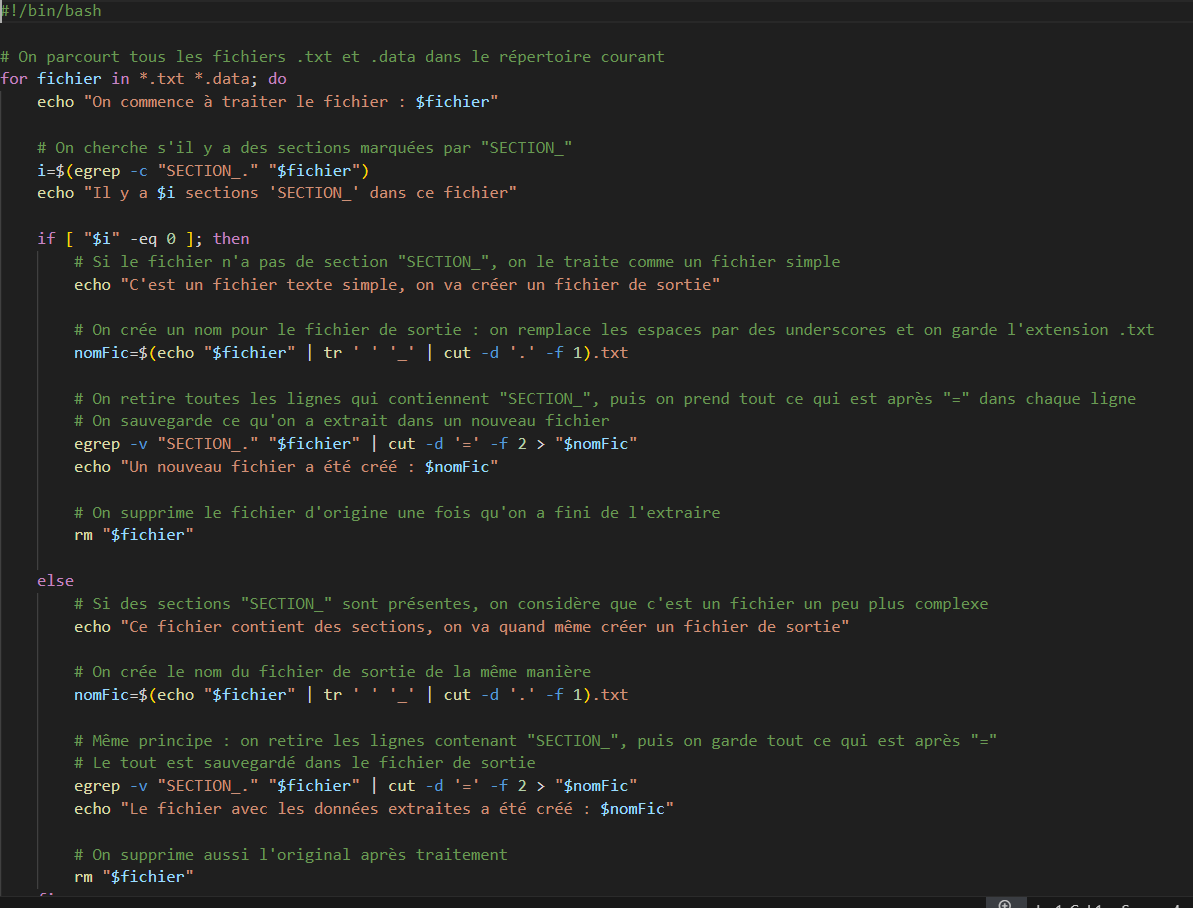 #!/bin/bash
# On parcourt tous les fichiers .txt et .data dans le répertoire courant
for fichier in *.txt *.data; do
echo "On commence à traiter le fichier : $fichier"
# On cherche s'il y a des sections marquées par "SECTION_"
i=$(egrep -c "SECTION_." "$fichier")
echo "Il y a $i sections 'SECTION_' dans ce fichier"
if [ "$i" -eq 0 ]; then
# Si le fichier n'a pas de section "SECTION_", on le traite comme un fichier simple
echo "C'est un fichier texte simple, on va créer un fichier de sortie"
# On crée un nom pour le fichier de sortie : on remplace les espaces par des underscores et on garde l'extension .txt
nomFic=$(echo "$fichier" | tr ' ' '_' | cut -d '.' -f 1).txt
# On retire toutes les lignes qui contiennent "SECTION_", puis on prend tout ce qui est après "=" dans chaque ligne
# On sauvegarde ce qu'on a extrait dans un nouveau fichier
egrep -v "SECTION_." "$fichier" | cut -d '=' -f 2 > "$nomFic"
echo "Un nouveau fichier a été créé : $nomFic"
# On supprime le fichier d'origine une fois qu'on a fini de l'extraire
rm "$fichier"
else
# Si des sections "SECTION_" sont présentes, on considère que c'est un fichier un peu plus complexe
echo "Ce fichier contient des sections, on va quand même créer un fichier de sortie"
# On crée le nom du fichier de sortie de la même manière
nomFic=$(echo "$fichier" | tr ' ' '_' | cut -d '.' -f 1).txt
# Même principe : on retire les lignes contenant "SECTION_", puis on garde tout ce qui est après "="
# Le tout est sauvegardé dans le fichier de sortie
egrep -v "SECTION_." "$fichier" | cut -d '=' -f 2 > "$nomFic"
echo "Le fichier avec les données extraites a été créé : $nomFic"
# On supprime aussi l'original après traitement
rm "$fichier"